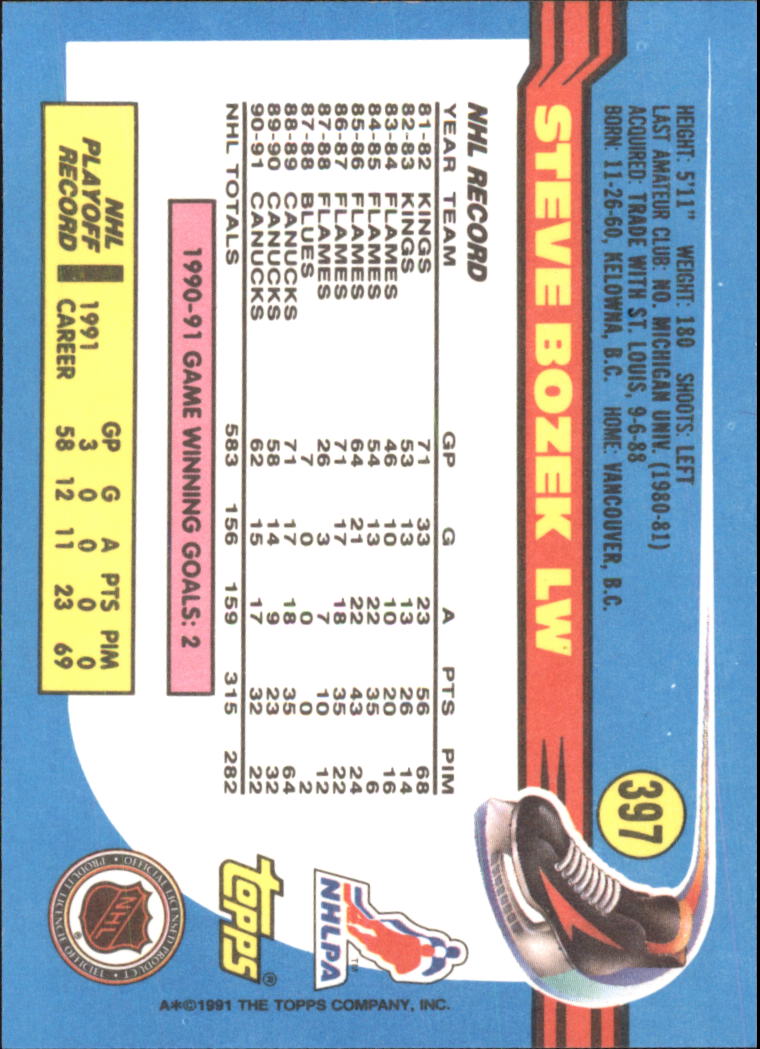 HEIGHT: 5'11" WEIGHT: 180 SHOOTS: LEFT
LAST AMATEUR CLUB: NO. MICHIGAN UNIV. (1980-81)
ACQUIRED: TRADE WITH ST. LOUIS, 9-6-88
BORN: 11-26-60, KELOWNA, B.C. HOME: VANCOUVER, B.C.
397
STEVE BOZEK LW
NHL RECORD
YEAR TEAM GP G A PTS PIM
81-82 KINGS 71 33 23 56 68
82-83 KINGS 53 13 13 26 14
83-84 FLAMES 46 10 10 20 16
84-85 FLAMES 54 13 22 35 6
85-86 FLAMES 64 21 22 43 24
86-87 FLAMES 71 17 18 35 22
87-88 FLAMES 26 3 7 10 12
87-88 BLUES 7 0 0 0 2
88-89 CANUCKS 71 17 18 35 64
89-90 CANUCKS 58 14 9 23 32
90-91 CANUCKS 62 15 17 32 22
NHL TOTALS 583 156 159 315 282
1990-91 GAME WINNING GOALS: 2
NHL PLAYOFF RECORD
GP G A PTS PIM
1991 3 0 0 0 0
CAREER 58 12 11 23 69
NHLPA™
Topps®
OFFICIAL LICENSED PRODUCT • PRODUIT LICENCIÉ OFFICIEL •
NHL ®
A*©1991 THE TOPPS COMPANY, INC.